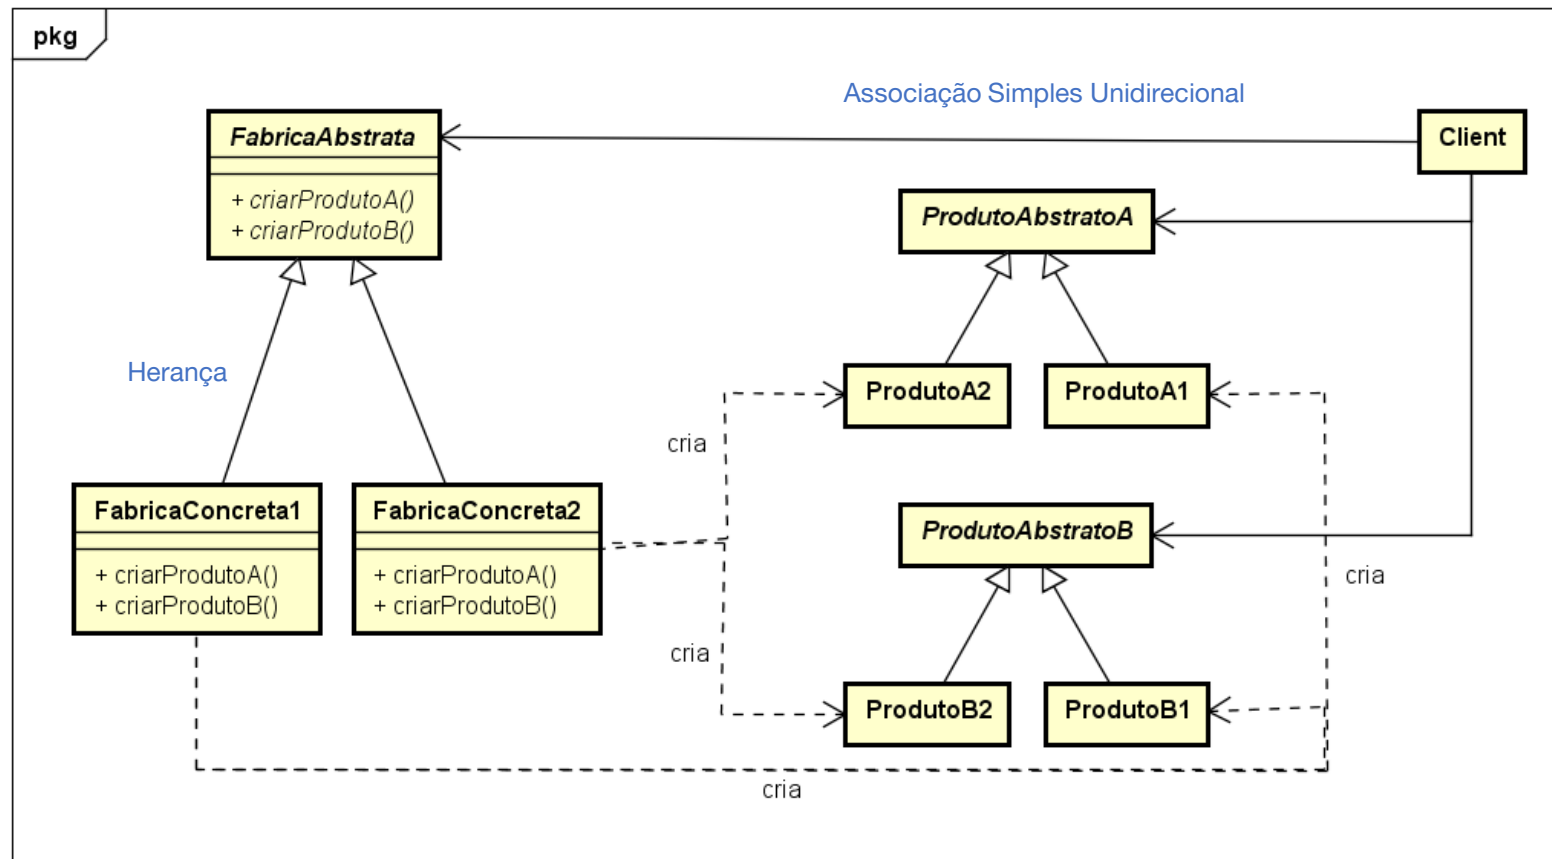 pkg
Associação Simples Unidirecional
FabricaAbstrata
+ criarProdutoA()
+ criarProdutoB()
Client
ProdutoAbstratoA
Herança
ProdutoA2
ProdutoA1
cria
FabricaConcreta1
+ criarProdutoA()
+ criarProdutoB()
FabricaConcreta2
+ criarProdutoA()
+ criarProdutoB()
ProdutoAbstratoB
cria
cria
ProdutoB2
ProdutoB1
cria